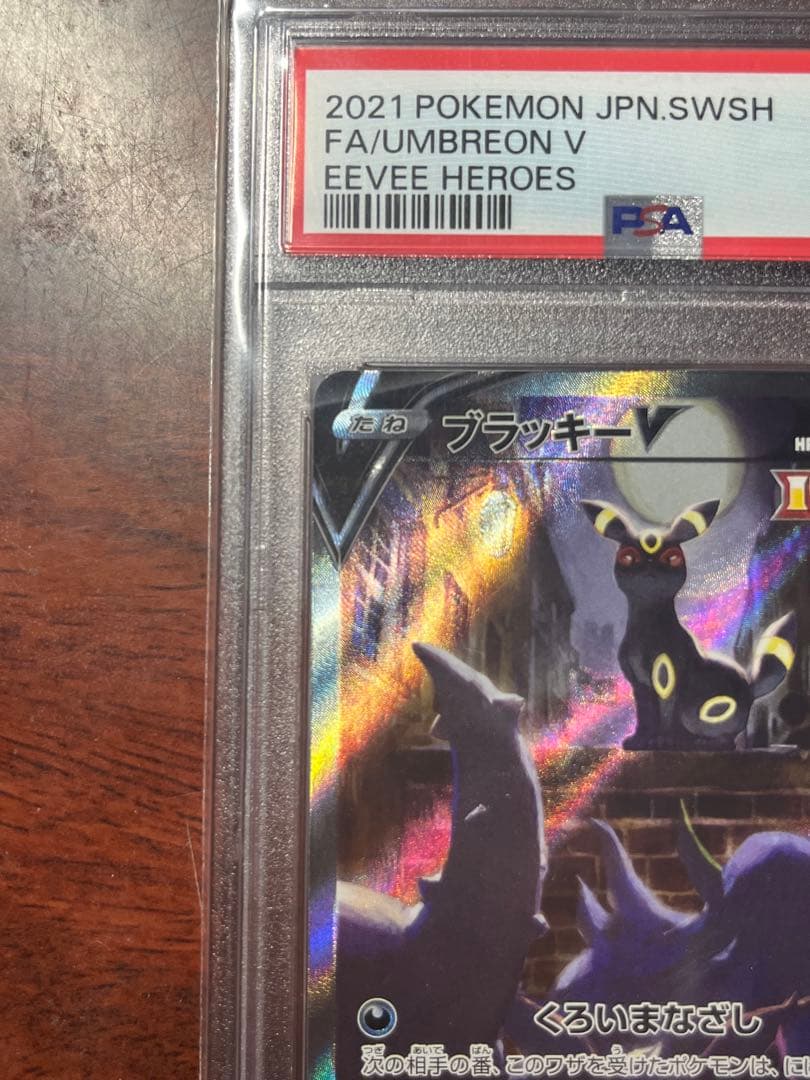 2021 POKEMON JPN.SWSH
FA/UMBREON V
EEVEE HEROES
PSA
たね ブラッキーV
くろいまなざし
次の相手の番、このワザを受けたポケモンは、に